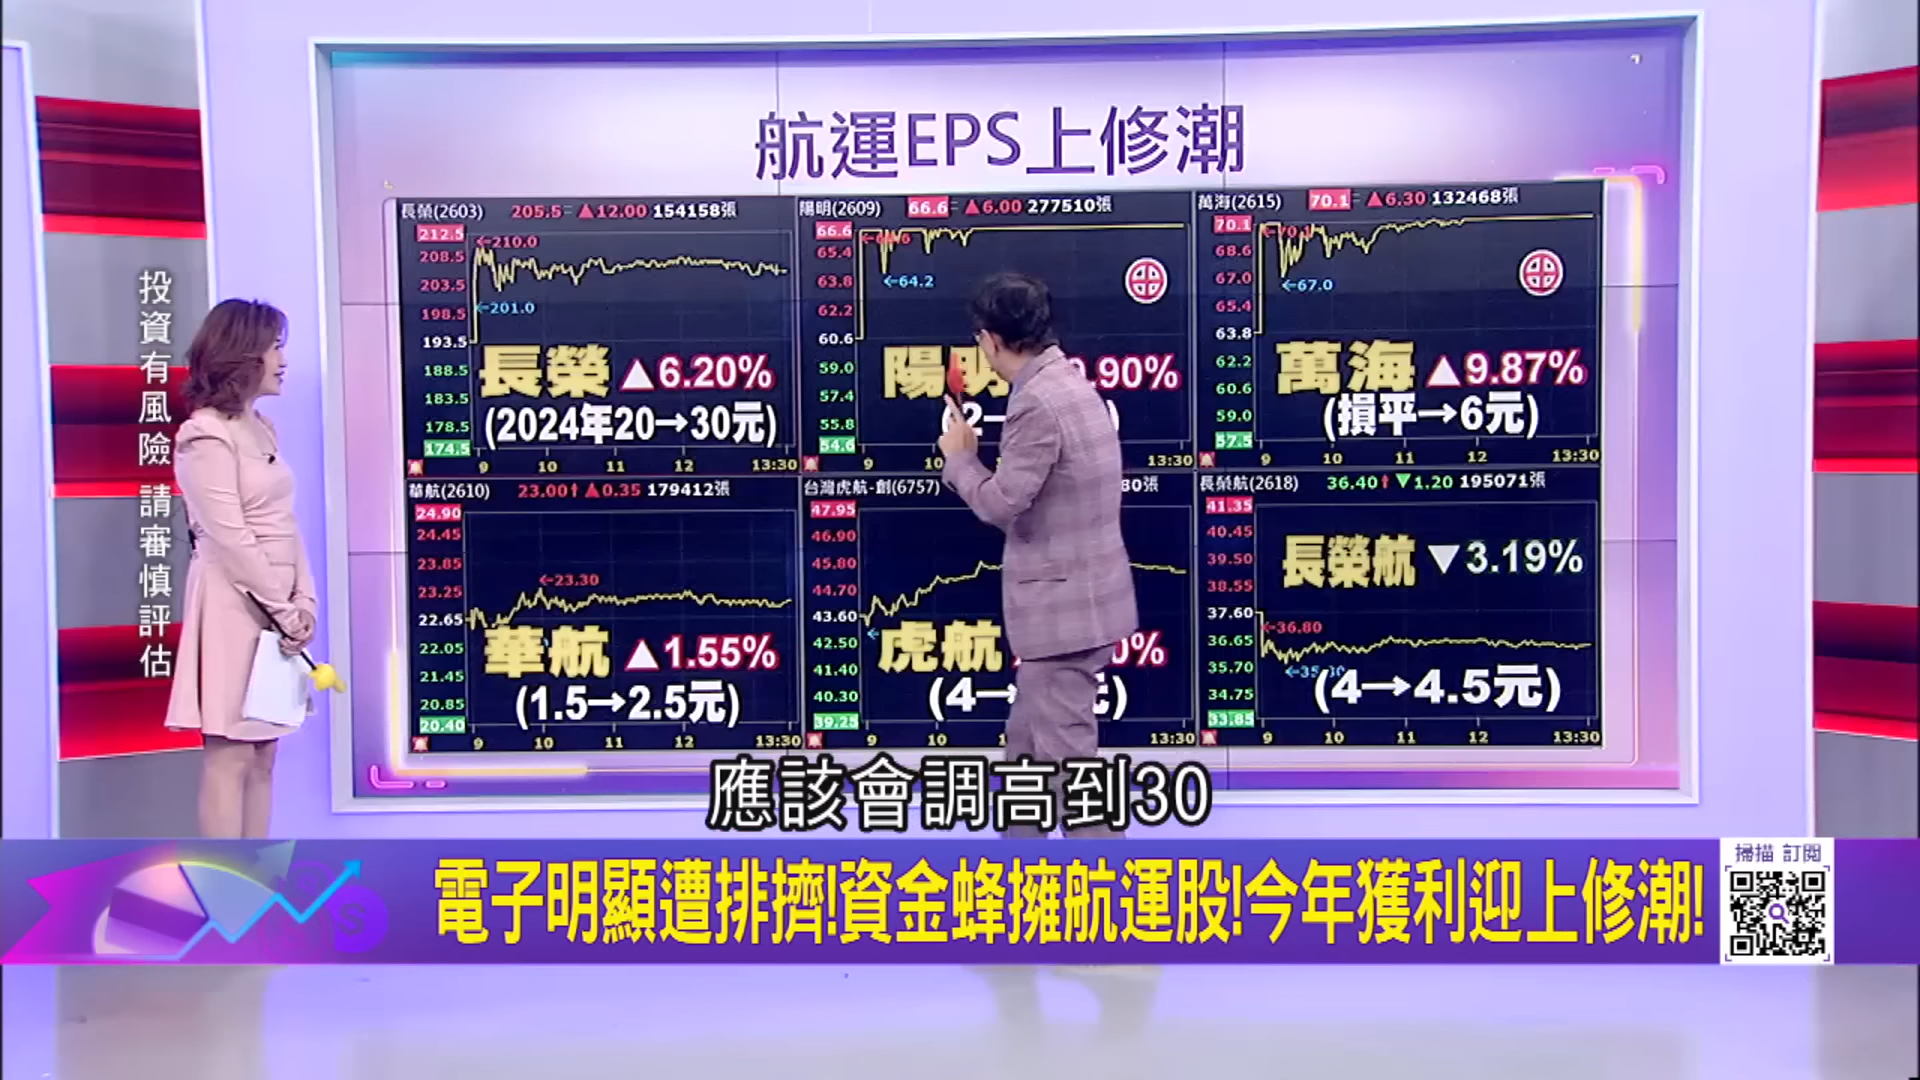 航運EPS上修潮
投資有風險 請審慎評估
長榮(2603) 205.5= ▲12.00 154158張
212.5
208.5
203.5
198.5
193.5
188.5
183.5
178.5
174.5
←210.0
←201.0
長榮 ▲6.20%
(2024年20→30元)
9 10 11 12 13:30
陽明(2609) 66.6= ▲6.00 277510張
66.6
65.4
63.8
62.2
60.6
59.0
57.4
55.8
54.6
←64.2
陽明 .90%
9 10 13:30
萬海(2615) 70.1= ▲6.30 132468張
70.1
68.6
67.0
65.4
63.8
62.2
60.6
59.0
57.5
←70.1
←67.0
萬海 ▲9.87%
(損平→6元)
9 10 11 12 13:30
華航(2610) 23.00↑ ▲0.35 179412張
24.90
24.45
23.85
23.25
22.65
22.05
21.45
20.85
20.40
←23.30
華航 ▲1.55%
(1.5→2.5元)
9 10 11 12 13:30
台灣虎航-創(6757) 80張
47.95
46.90
45.80
44.70
43.60
42.50
41.40
40.30
39.25
虎航 0%
(4→ 元)
9 10 13:30
長榮航(2618) 36.40↑ ▼1.20 195071張
41.35
40.45
39.50
38.55
37.60
36.65
35.70
34.75
33.85
←36.80
長榮航 ▼3.19%
(4→4.5元)
9 10 11 12 13:30
應該會調高到30
掃描 訂閱
電子明顯遭排擠!資金蜂擁航運股!今年獲利迎上修潮!